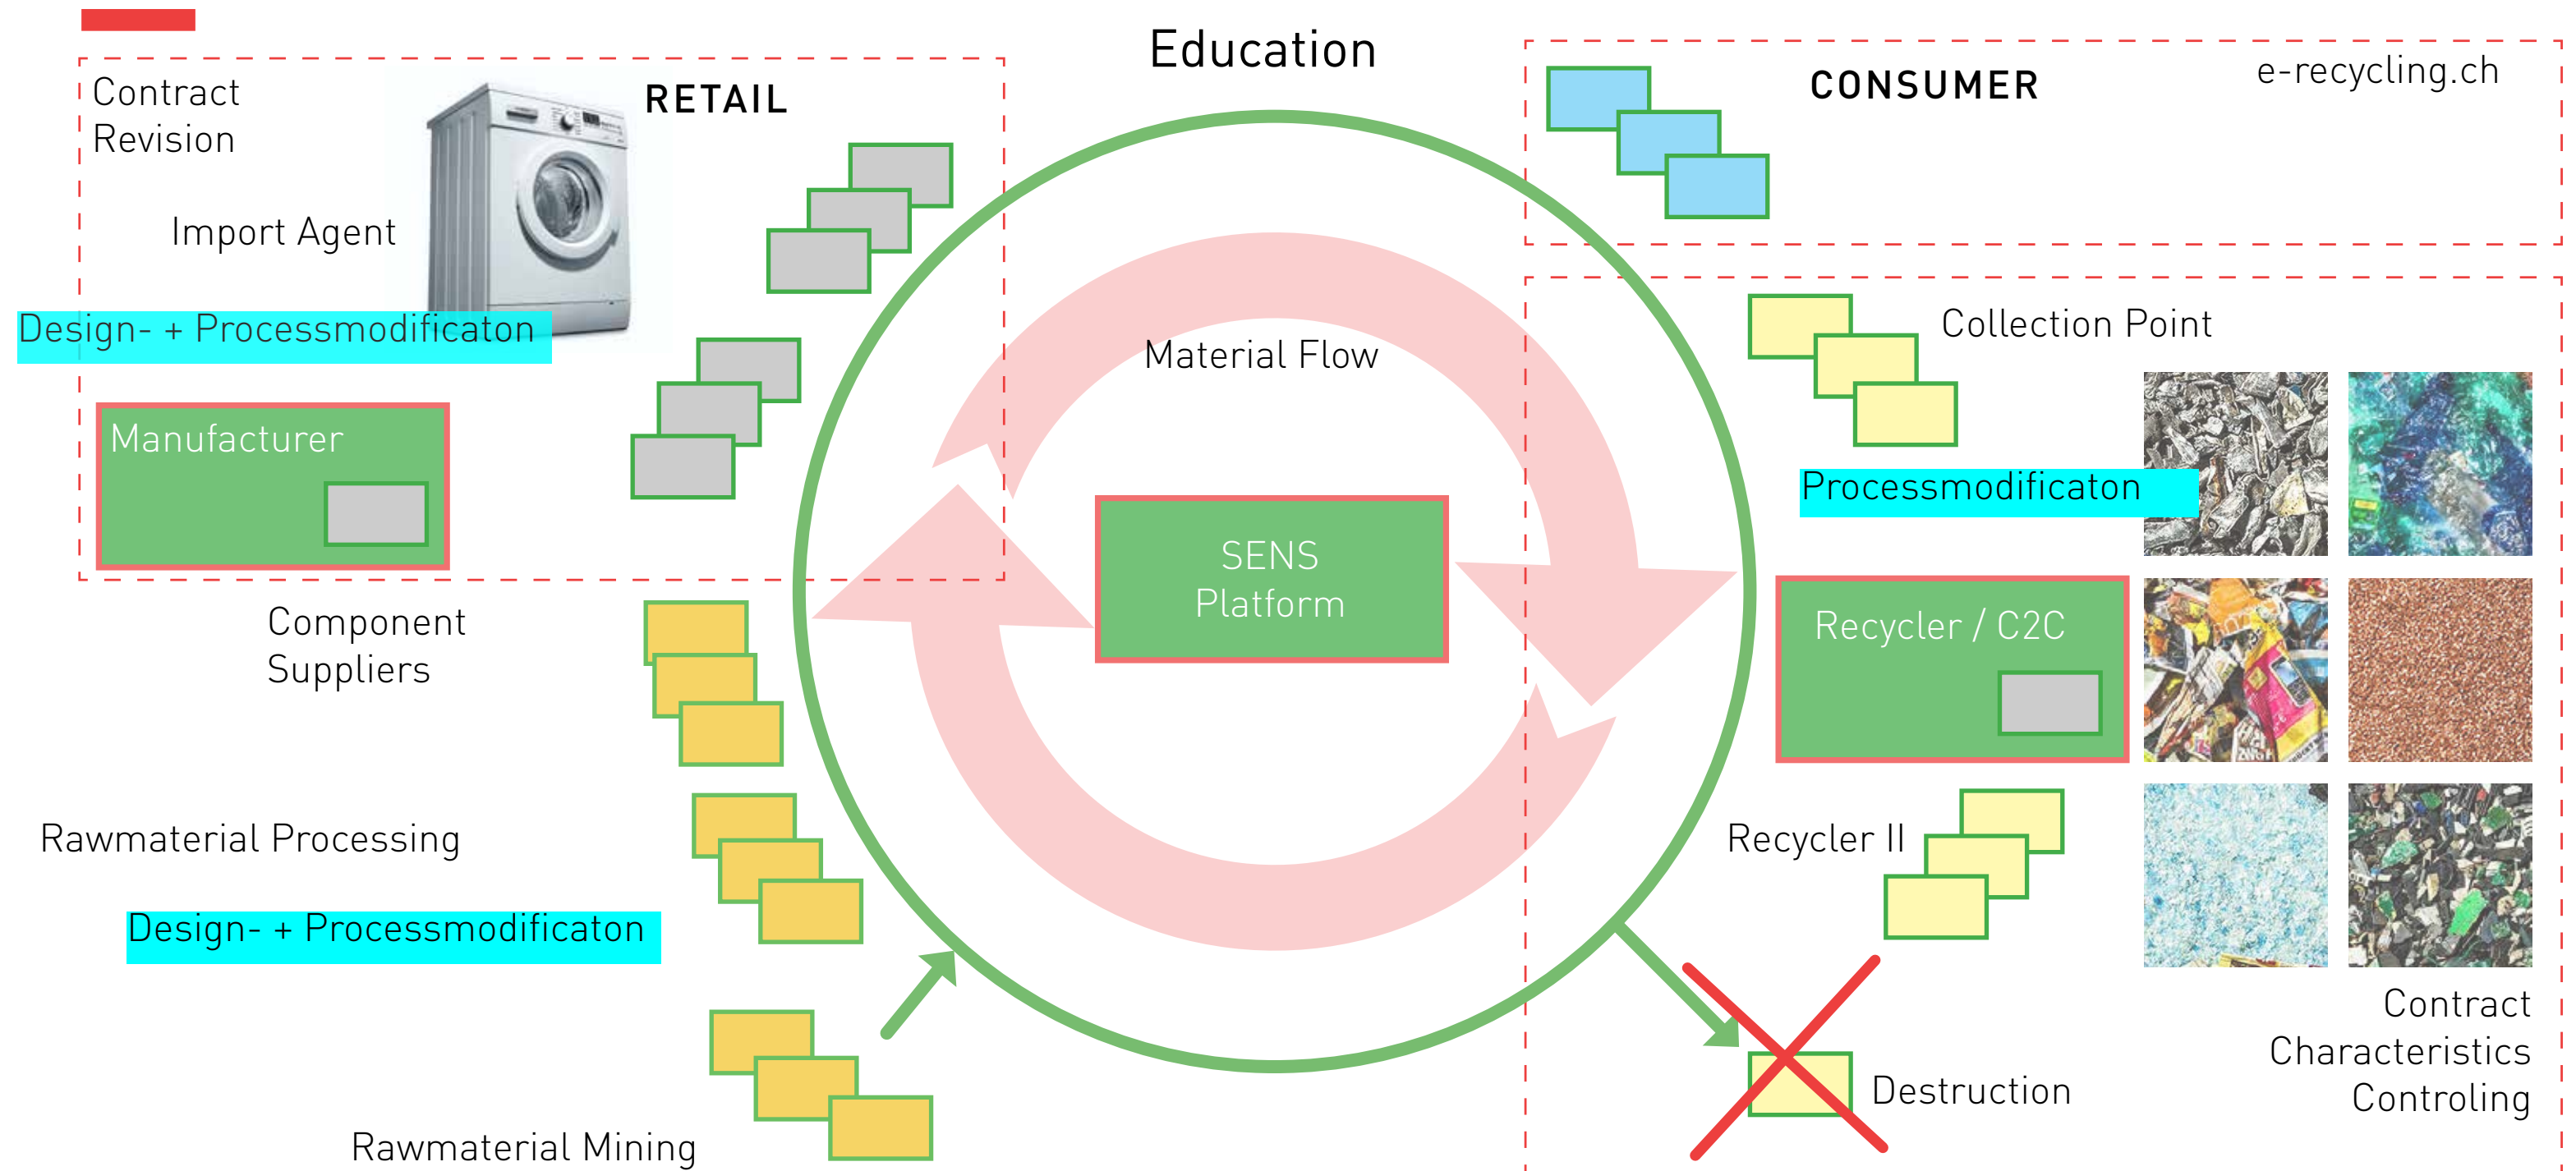 Education
Contract
Revision
RETAIL
CONSUMER
e-recycling.ch
Import Agent
Design- + Processmodificaton
Material Flow
Collection Point
Manufacturer
Processmodificaton
SENS
Platform
Component
Suppliers
Recycler / C2C
Rawmaterial Processing
Recycler II
Design- + Processmodificaton
Contract
Characteristics
Controling
Destruction
Rawmaterial Mining